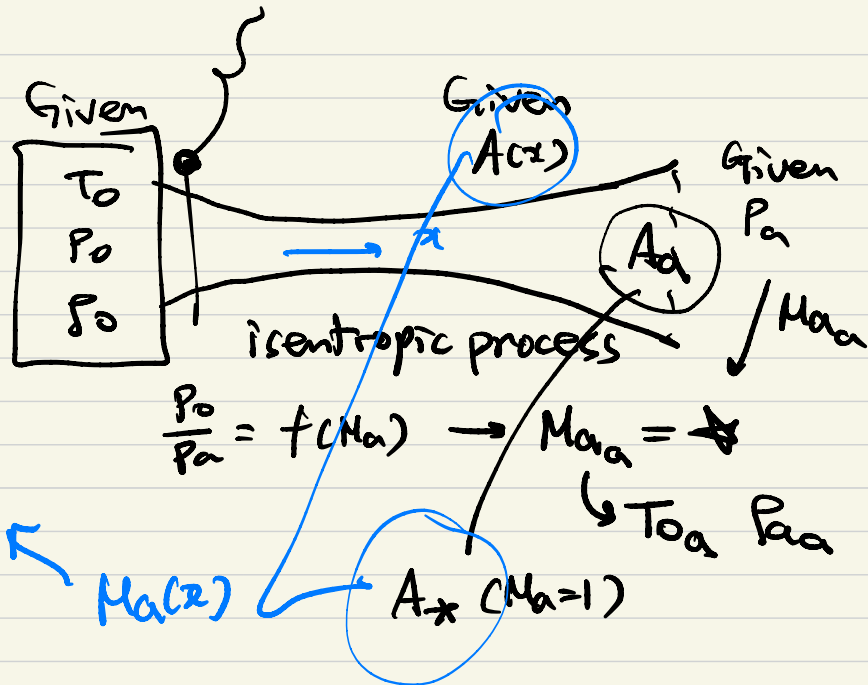 Given
T₀
P₀
ρ₀
Given
A(x)
x
Given
Pₐ
Aₐ
Maₐ
isentropic process
P₀/Pₐ = f(Ma) → Maₐ = ☆
T₀ₐ ρₐₐ
Ma(x)
A* (Ma=1)